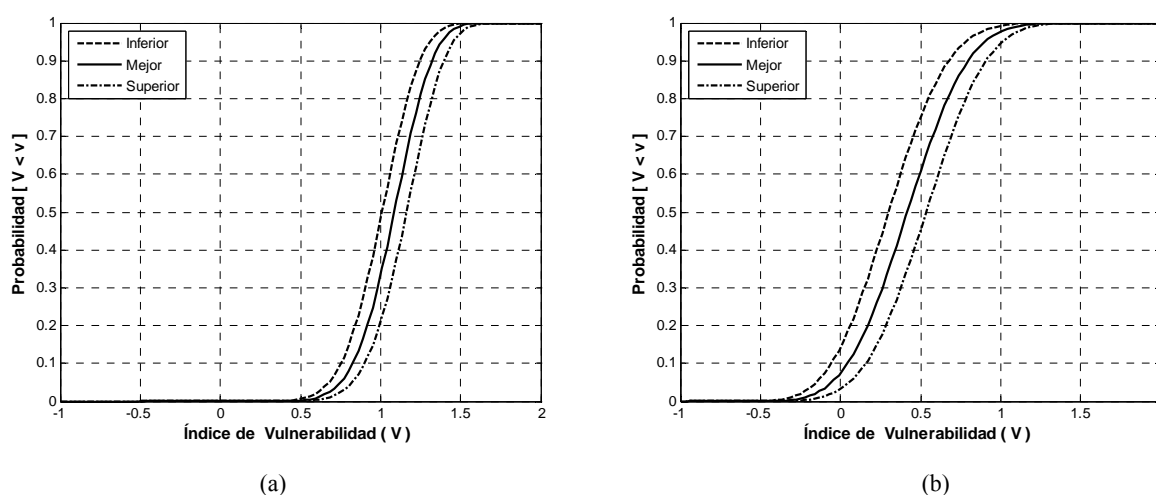 1
0.9
0.8
0.7
0.6
0.5
0.4
0.3
0.2
0.1
0
Probabilidad [ V < v ]
Inferior
Mejor
Superior
-1 -0.5 0 0.5 1 1.5 2
Índice de Vulnerabilidad ( V )
(a)
1
0.9
0.8
0.7
0.6
0.5
0.4
0.3
0.2
0.1
0
Probabilidad [ V < v ]
Inferior
Mejor
Superior
-1 -0.5 0 0.5 1 1.5
Índice de Vulnerabilidad ( V )
(b)